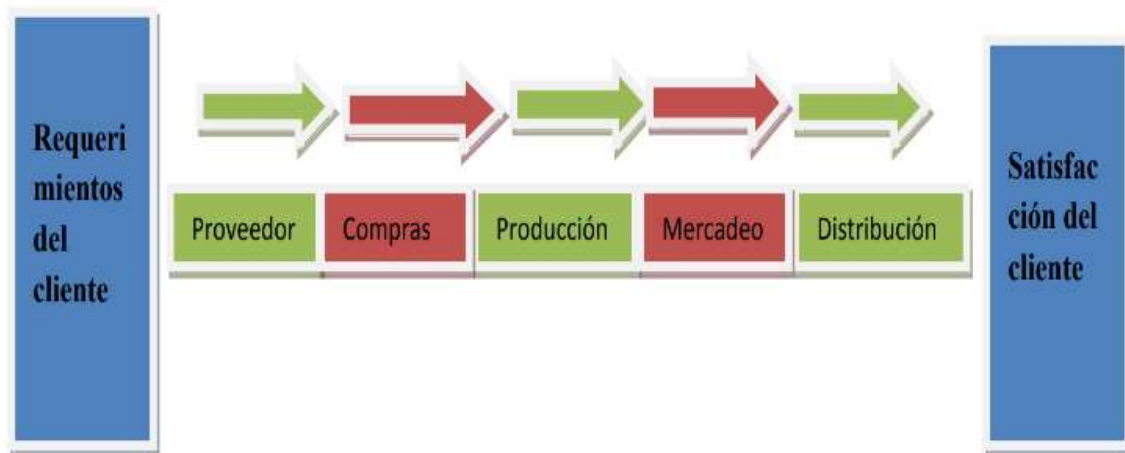 Requeri
mientos
del
cliente
Proveedor
Compras
Producción
Mercadeo
Distribución
Satisfac
ción del
cliente